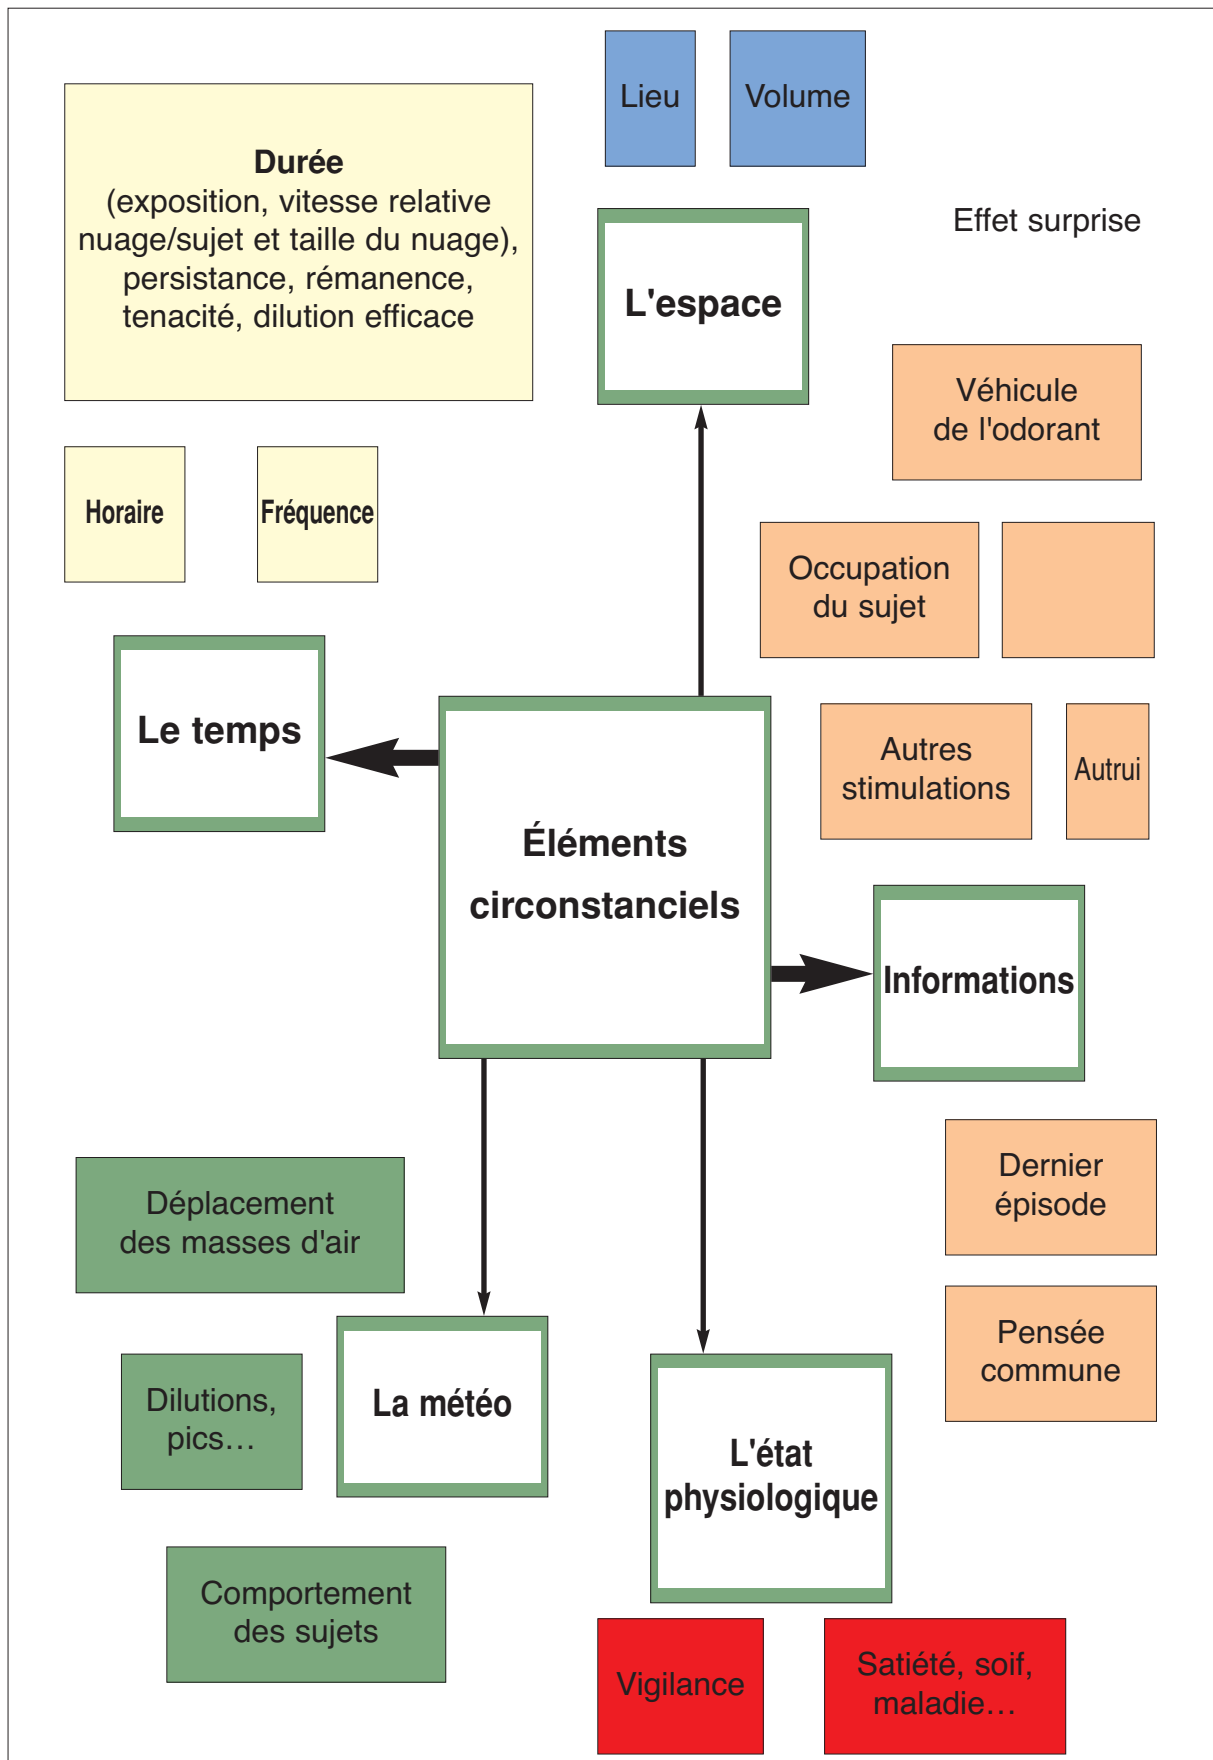 Lieu
Volume
Durée
(exposition, vitesse relative
nuage/sujet et taille du nuage),
persistance, rémanence,
tenacité, dilution efficace
Effet surprise
L'espace
Véhicule
de l'odorant
Horaire
Fréquence
Occupation
du sujet
Le temps
Autres
stimulations
Autrui
Éléments
circonstanciels
Informations
Dernier
épisode
Déplacement
des masses d'air
Pensée
commune
Dilutions,
pics…
La météo
L'état
physiologique
Comportement
des sujets
Vigilance
Satiété, soif,
maladie…